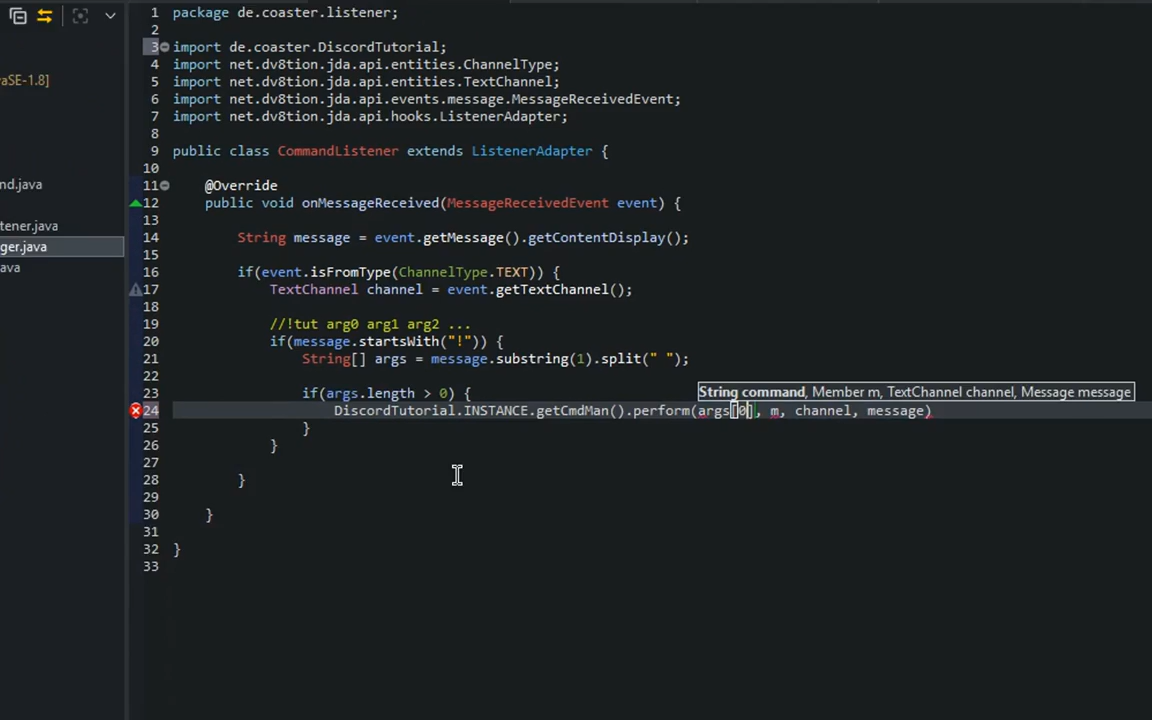 1 package de.coaster.listener;
2
3 import de.coaster.DiscordTutorial;
4 import net.dv8tion.jda.api.entities.ChannelType;
aSE-1.8]
5 import net.dv8tion.jda.api.entities.TextChannel;
6 import net.dv8tion.jda.api.events.message.MessageReceivedEvent;
7 import net.dv8tion.jda.api.hooks.ListenerAdapter;
8
9 public class CommandListener extends ListenerAdapter {
10
nd.java
11 @Override
12 public void onMessageReceived(MessageReceivedEvent event) {
13
tener.java
14 String message = event.getMessage().getContentDisplay();
ger.java
15
ava
16 if(event.isFromType(ChannelType.TEXT)) {
17 TextChannel channel = event.getTextChannel();
18
19 //!tut arg0 arg1 arg2 ...
20 if(message.startsWith("!")) {
21 String[] args = message.substring(1).split(" ");
22
23 if(args.length > 0) {
String command, Member m, TextChannel channel, Message message
24 DiscordTutorial.INSTANCE.getCmdMan().perform(args[0], m, channel, message)
25 }
26 }
27
28 }
29
30 }
31
32 }
33